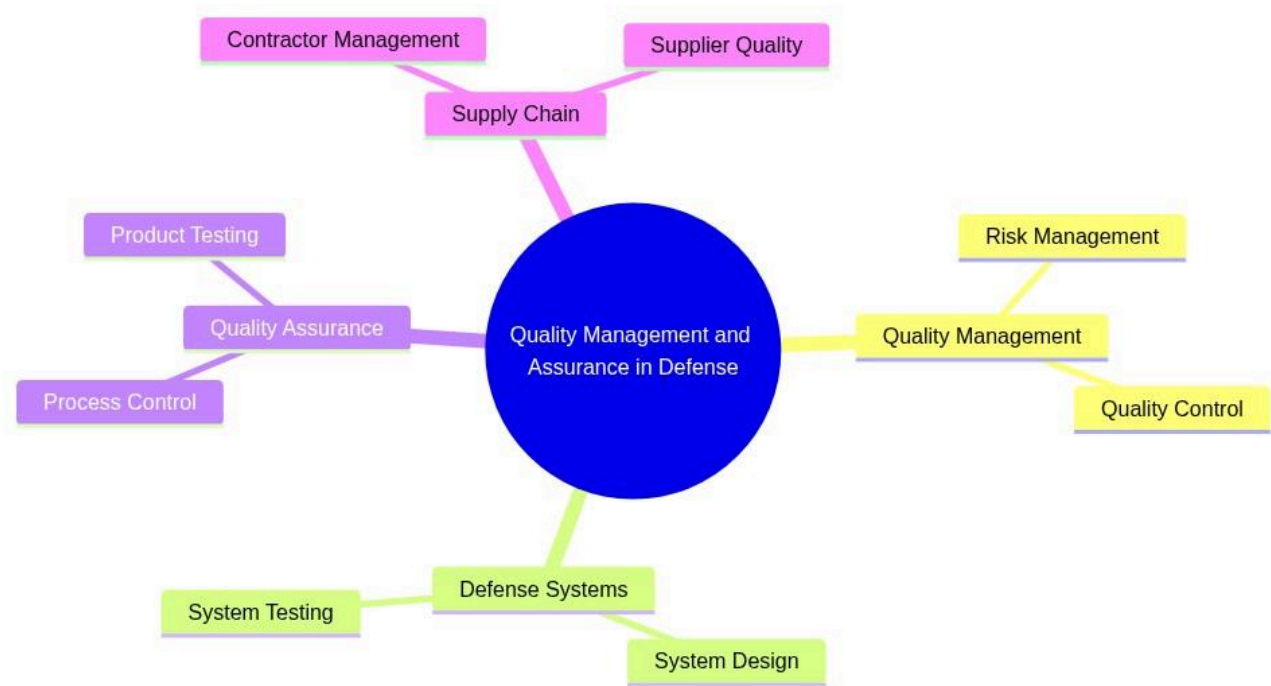 Contractor Management
Supplier Quality
Supply Chain
Product Testing
Risk Management
Quality Assurance
Quality Management and
Assurance in Defense
Quality Management
Process Control
Quality Control
Defense Systems
System Testing
System Design